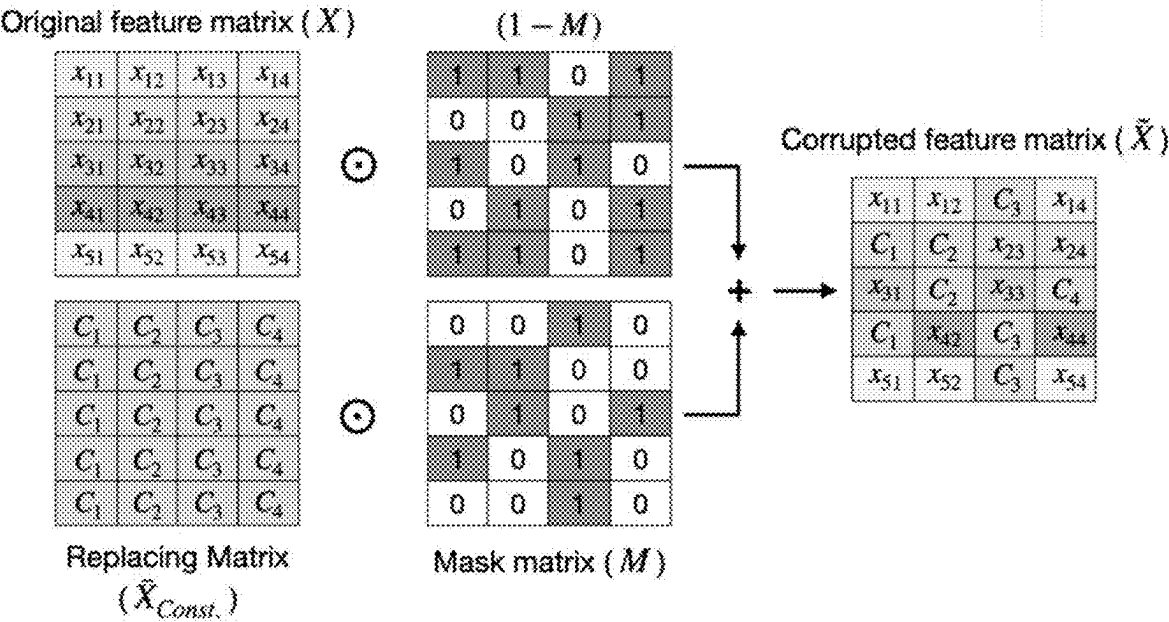 Original feature matrix ( X )
(1 − M)
x₁₁ x₁₂ x₁₃ x₁₄
x₂₁ x₂₂ x₂₃ x₂₄
x₃₁ x₃₂ x₃₃ x₃₄
x₄₁ x₄₂ x₄₃ x₄₄
x₅₁ x₅₂ x₅₃ x₅₄
⊙
1 1 0 1
0 0 1 1
1 0 1 0
0 1 0 1
1 1 0 1
C₁ C₂ C₃ C₄
C₁ C₂ C₃ C₄
C₁ C₂ C₃ C₄
C₁ C₂ C₃ C₄
C₁ C₂ C₃ C₄
⊙
0 0 1 0
1 1 0 0
0 1 0 1
1 0 1 0
0 0 1 0
Replacing Matrix
( X̃Const. )
Mask matrix ( M )
+
Corrupted feature matrix ( X̃ )
x₁₁ x₁₂ C₃ x₁₄
C₁ C₂ x₂₃ x₂₄
x₃₁ C₂ x₃₃ C₄
C₁ x₄₂ C₃ x₄₄
x₅₁ x₅₂ C₃ x₅₄